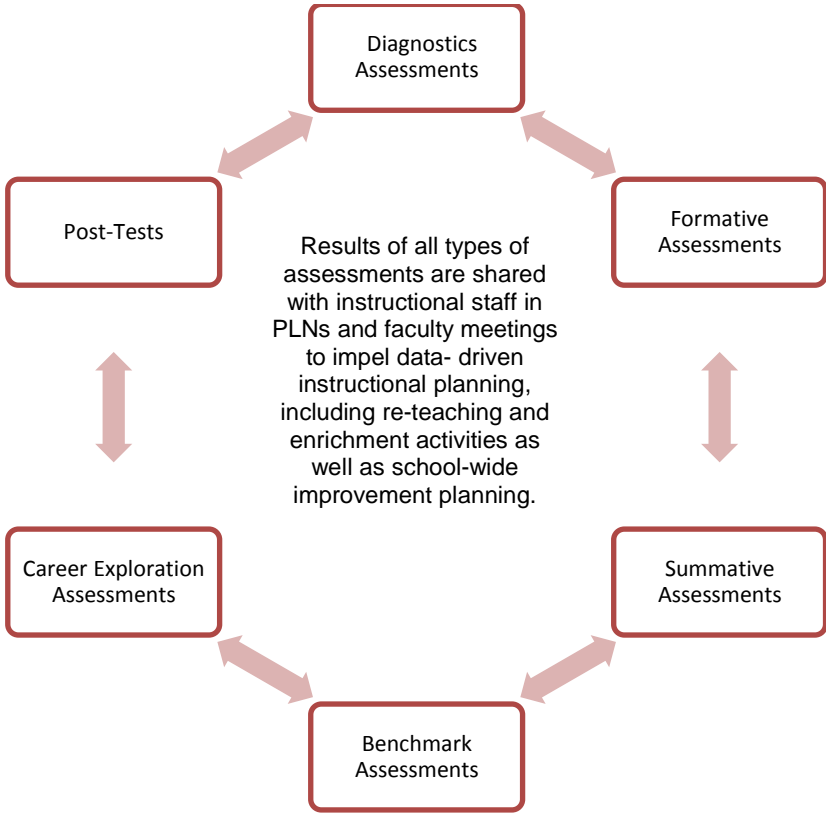 Diagnostics
Assessments
Formative
Assessments
Summative
Assessments
Benchmark
Assessments
Career Exploration
Assessments
Post-Tests
Results of all types of
assessments are shared
with instructional staff in
PLNs and faculty meetings
to impel data- driven
instructional planning,
including re-teaching and
enrichment activities as
well as school-wide
improvement planning.